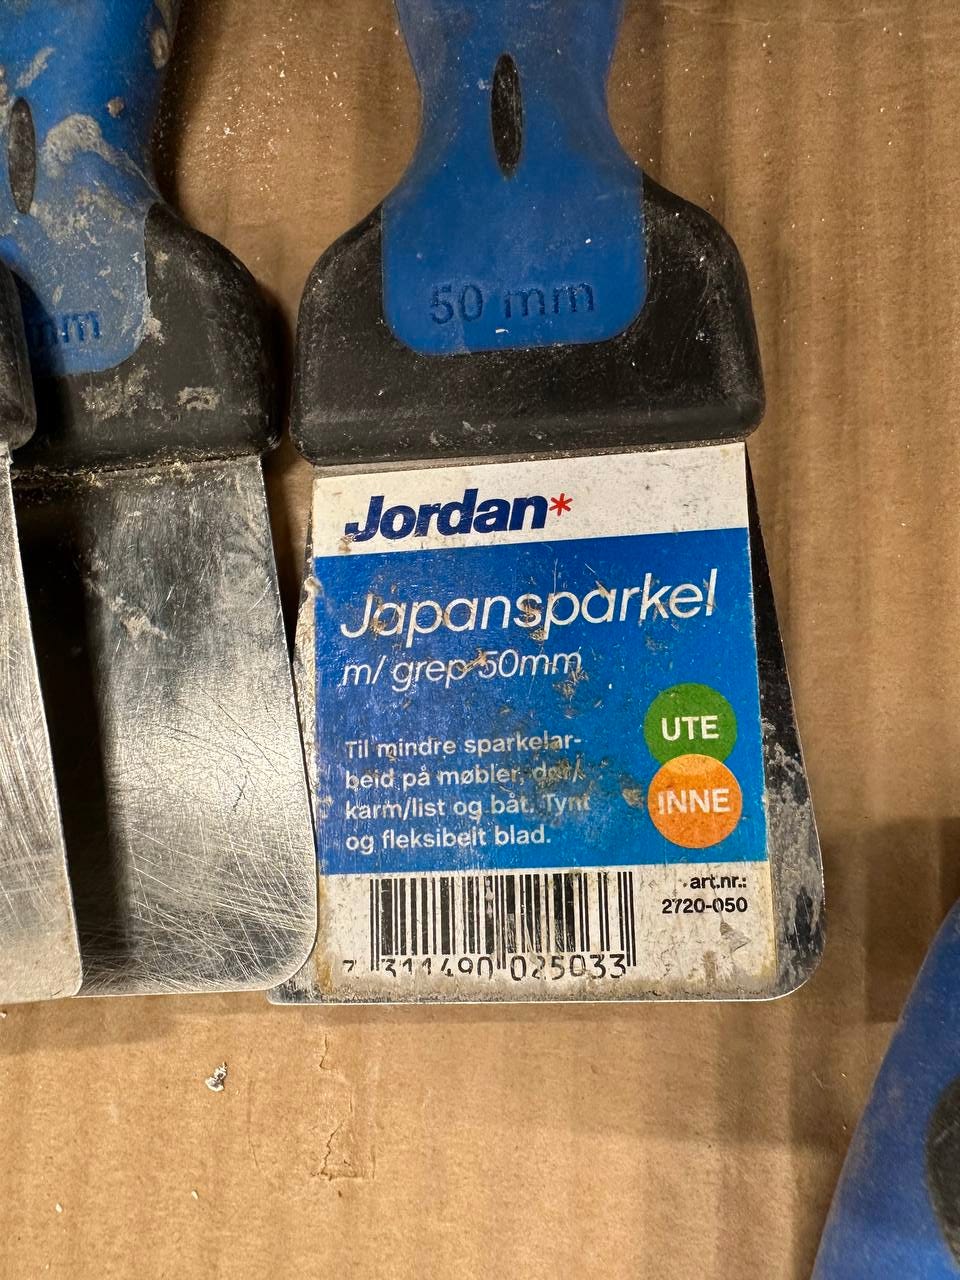 mm
50 mm
Jordan*
Japansparkel
m/ grep 50mm
Til mindre sparkelar-
beid på møbler, dør/
karm/list og båt. Tynt
og fleksibelt blad.
UTE
INNE
art.nr.:
2720-050
7 311490 025033